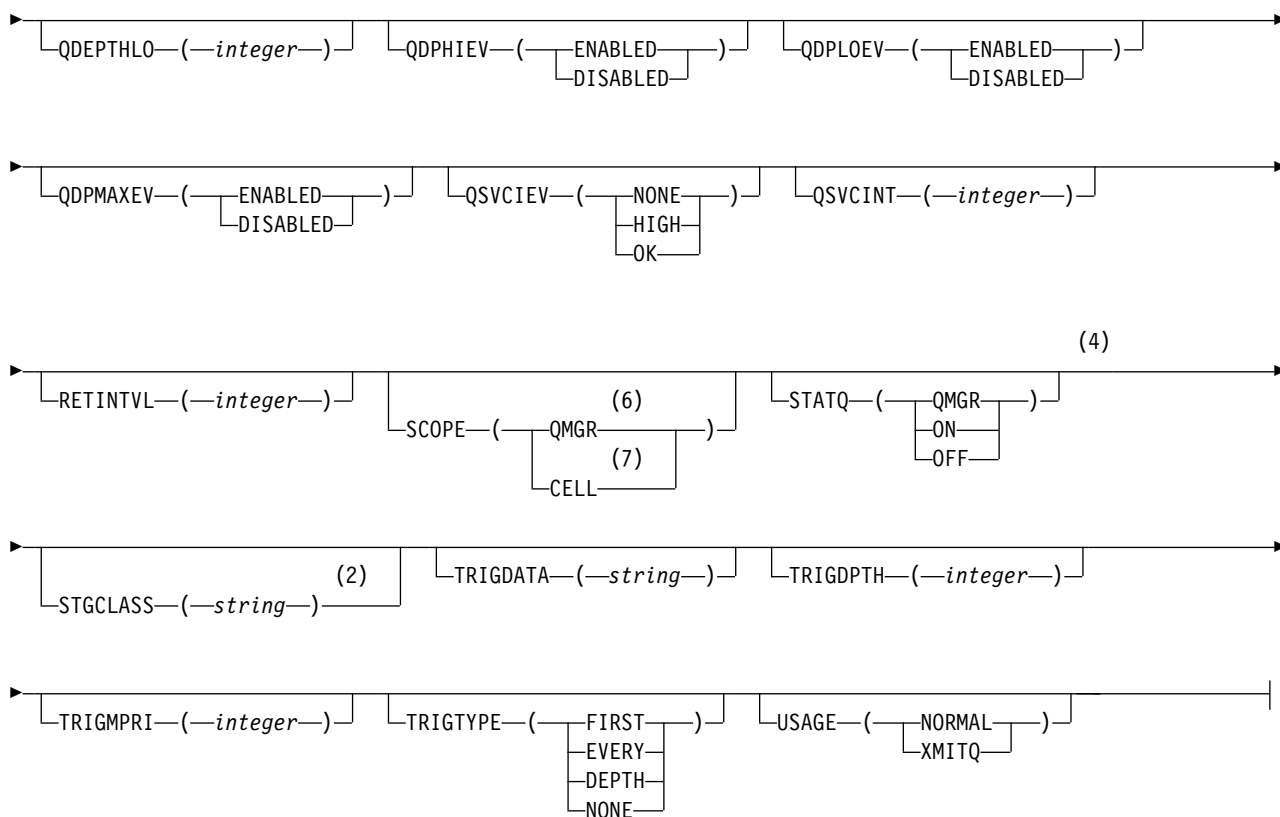 QDEPTHLO ( integer ) QDPHIEV ( ENABLED ) QDPLOEV ( ENABLED )
DISABLED DISABLED
QDPMAXEV ( ENABLED ) QSVCIEV ( NONE ) QSVCINT ( integer )
DISABLED HIGH
OK
(4)
RETINTVL ( integer ) (6) STATQ ( QMGR )
SCOPE ( QMGR ) ON
(7) OFF
CELL
(2) TRIGDATA ( string ) TRIGDPTH ( integer )
STGCLASS ( string )
TRIGMPRI ( integer ) TRIGTYPE ( FIRST ) USAGE ( NORMAL )
EVERY XMITQ
DEPTH
NONE